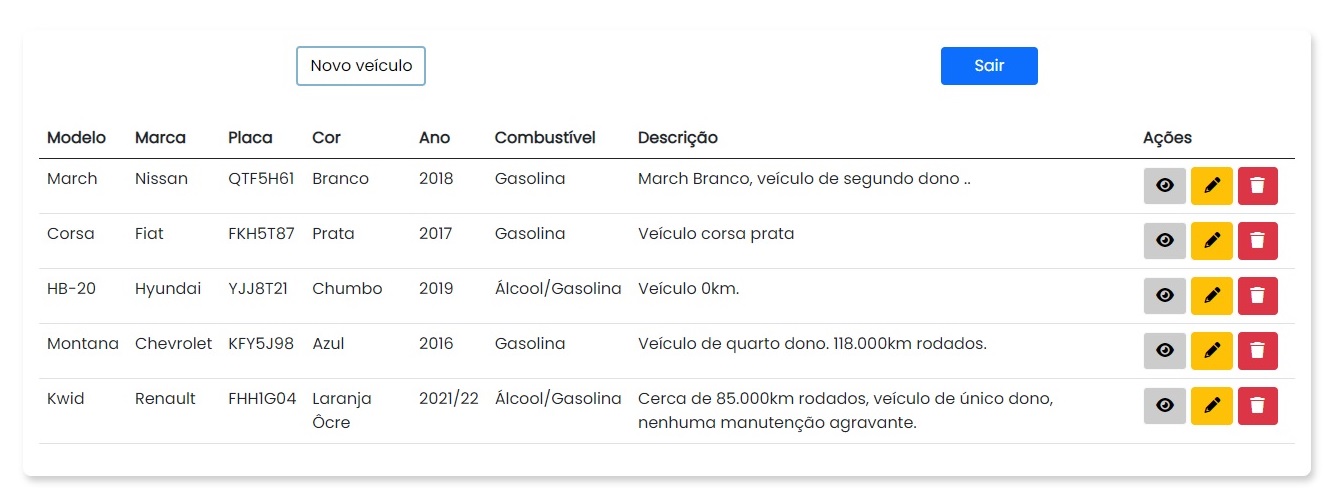 Novo veículo Sair
Modelo Marca Placa Cor Ano Combustível Descrição Ações
March Nissan QTF5H61 Branco 2018 Gasolina March Branco, veículo de segundo dono ..
Corsa Fiat FKH5T87 Prata 2017 Gasolina Veículo corsa prata
HB-20 Hyundai YJJ8T21 Chumbo 2019 Álcool/Gasolina Veículo 0km.
Montana Chevrolet KFY5J98 Azul 2016 Gasolina Veículo de quarto dono. 118.000km rodados.
Kwid Renault FHH1G04 Laranja 2021/22 Álcool/Gasolina Cerca de 85.000km rodados, veículo de único dono,
Ôcre nenhuma manutenção agravante.